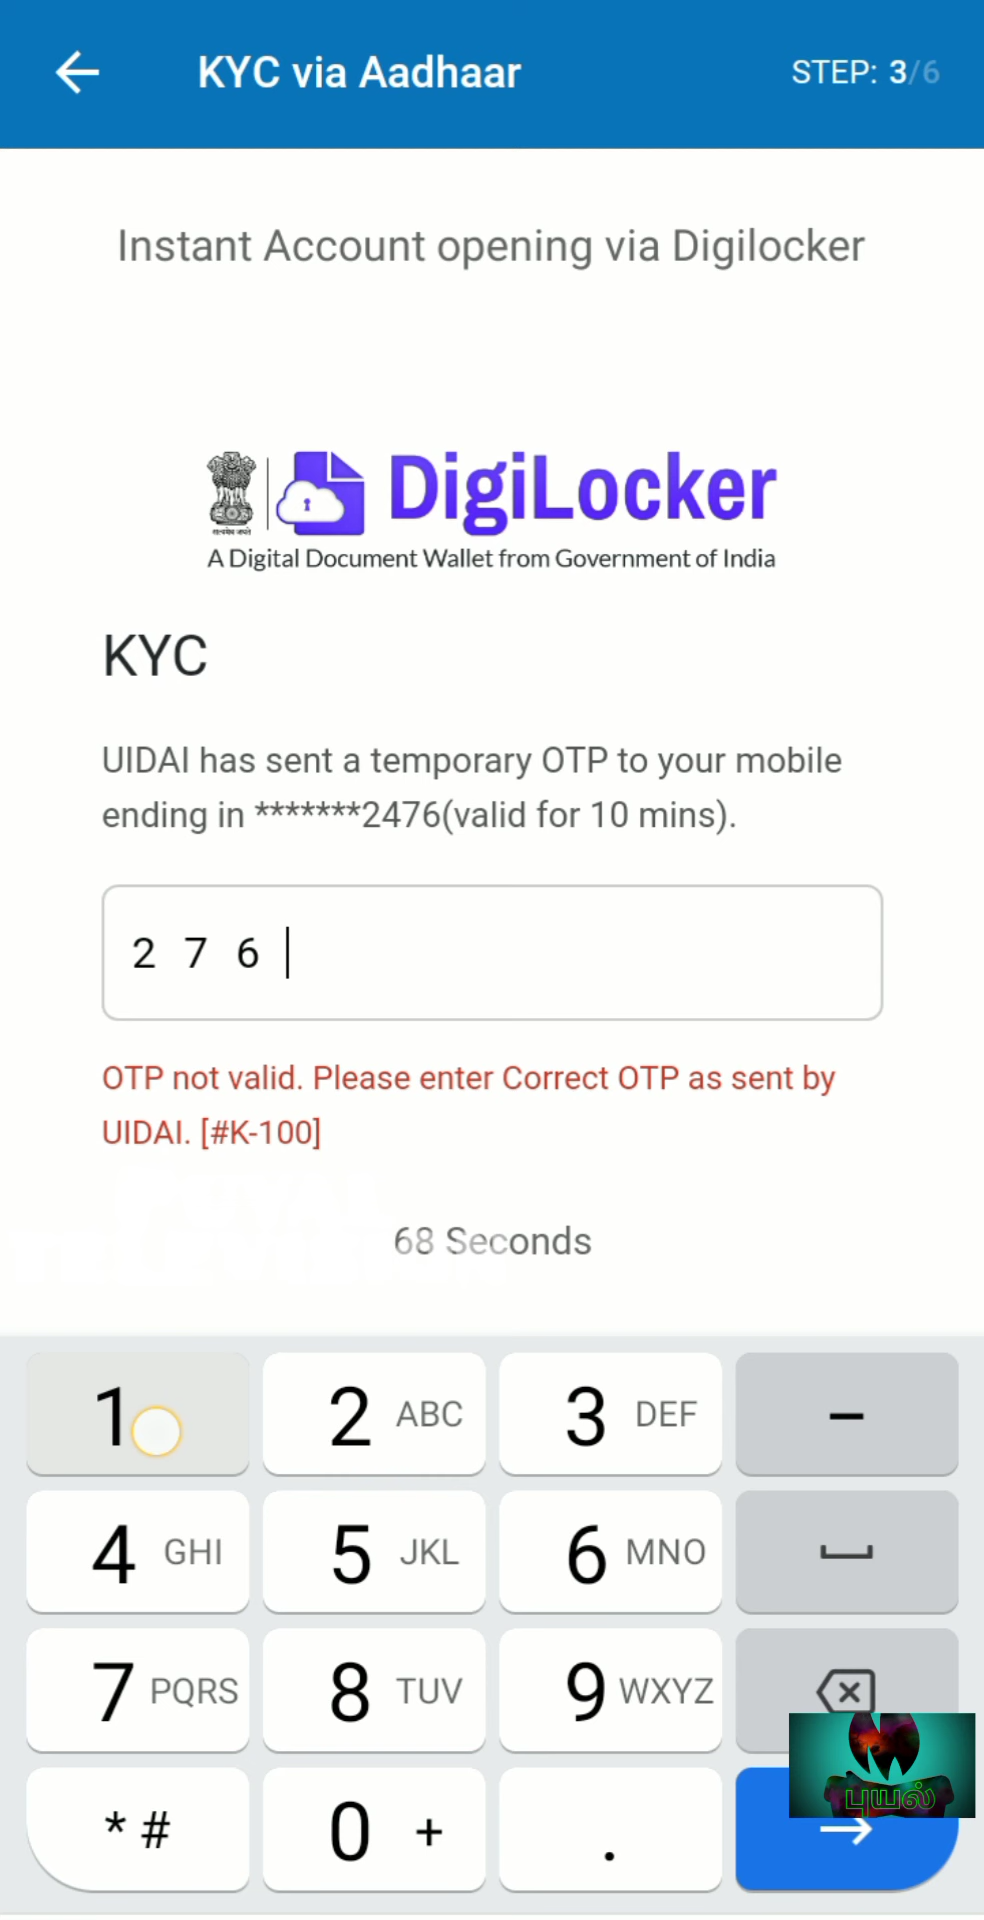 KYC via Aadhaar STEP: 3/6
Instant Account opening via Digilocker
DigiLocker
A Digital Document Wallet from Government of India
KYC
UIDAI has sent a temporary OTP to your mobile
ending in *******2476(valid for 10 mins).
2 7 6
OTP not valid. Please enter Correct OTP as sent by
UIDAI. [#K-100]
68 Seconds
1 2 ABC 3 DEF –
4 GHI 5 JKL 6 MNO
7 PQRS 8 TUV 9 WXYZ
புயல்
* # 0 + .